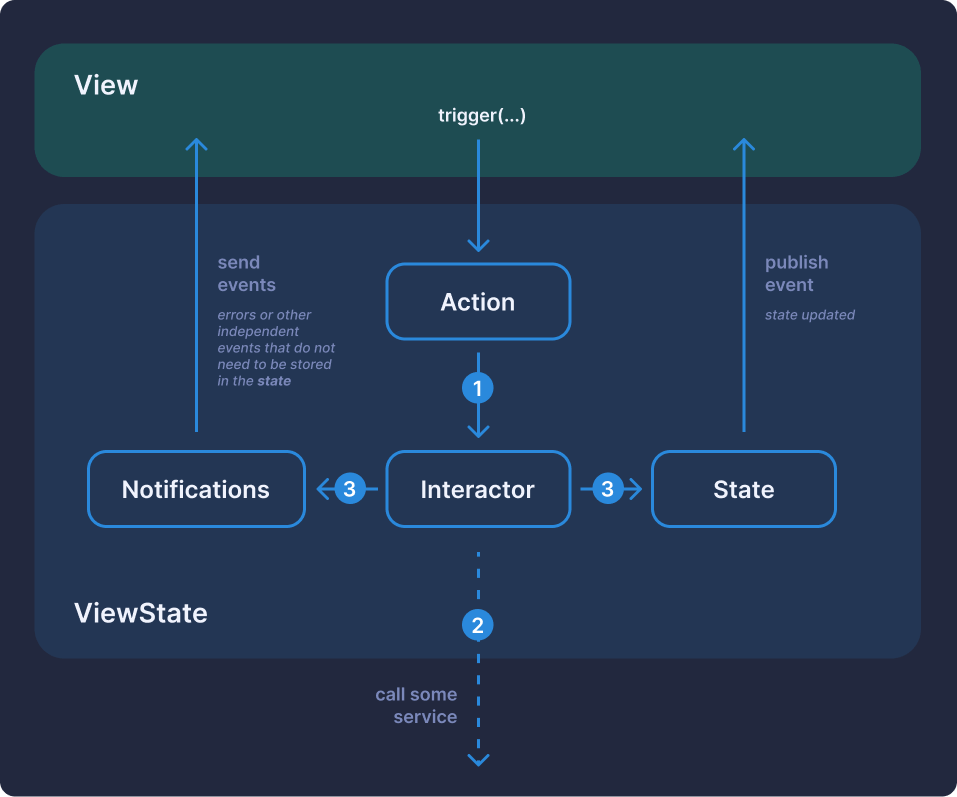 View
trigger(...)
send
events
errors or other
independent
events that do not
need to be stored
in the state
publish
event
state updated
Action
1
Notifications
3
Interactor
3
State
ViewState
2
call some
service